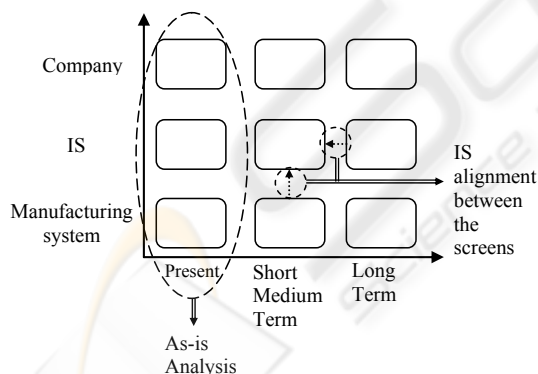 Company
IS
Manufacturing
system
Present
Short
Medium
Term
Long
Term
IS
alignment
between
the
screens
As-is
Analysis